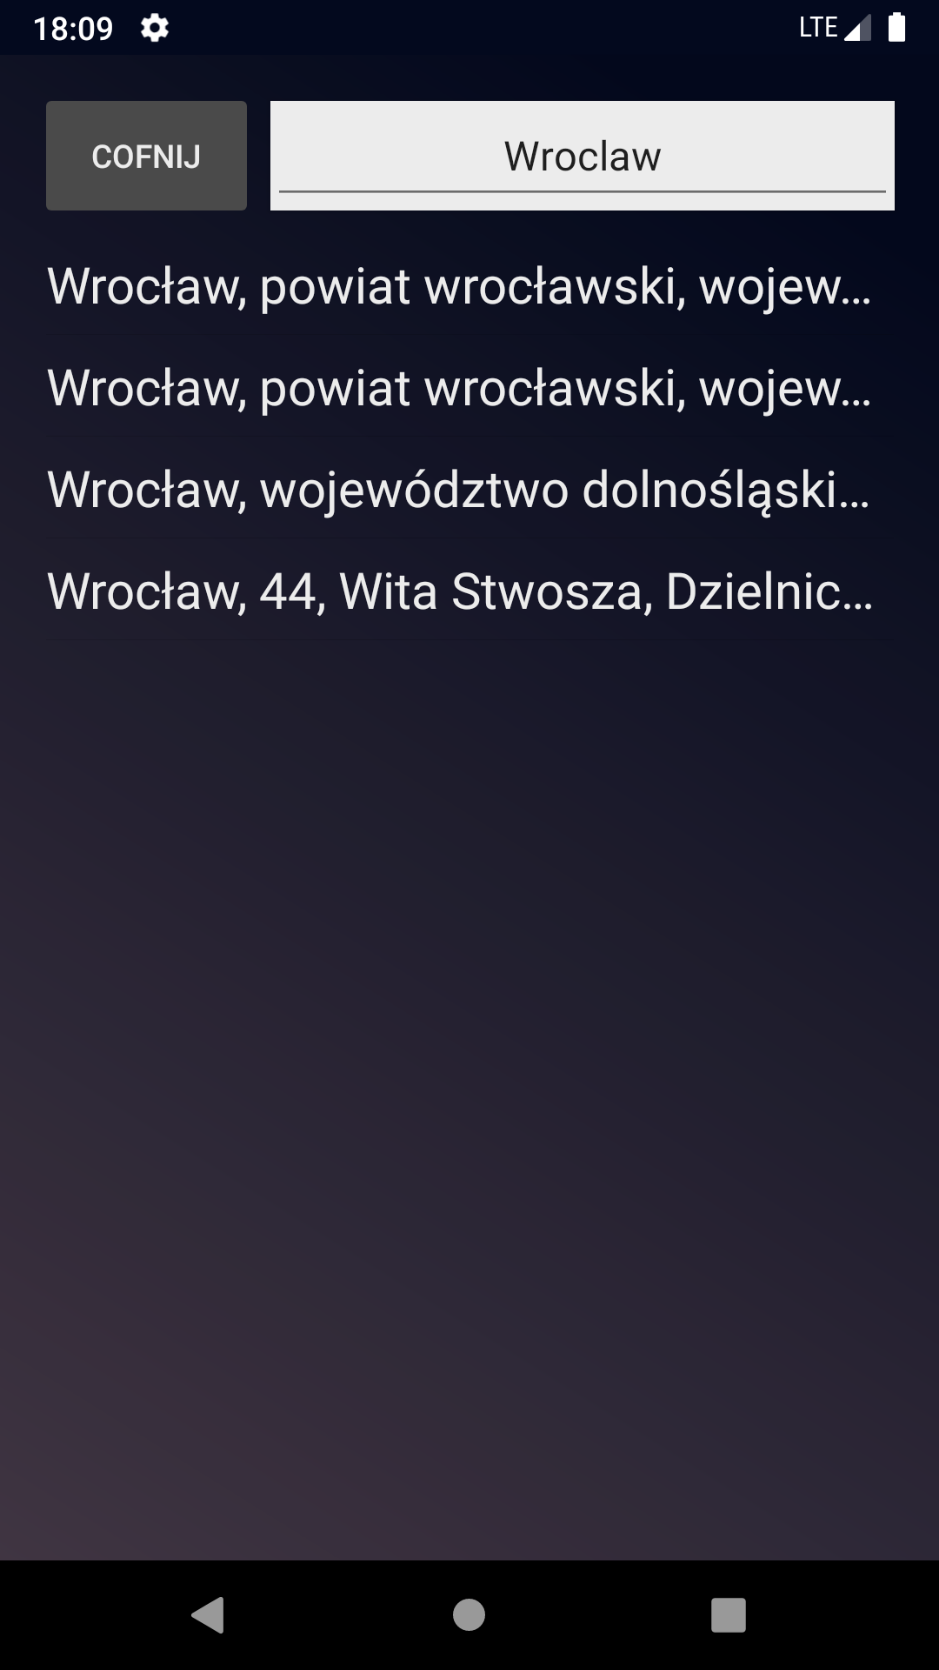 18:09 LTE
COFNIJ Wroclaw
Wrocław, powiat wrocławski, wojew...
Wrocław, powiat wrocławski, wojew...
Wrocław, województwo dolnośląski...
Wrocław, 44, Wita Stwosza, Dzielnic...